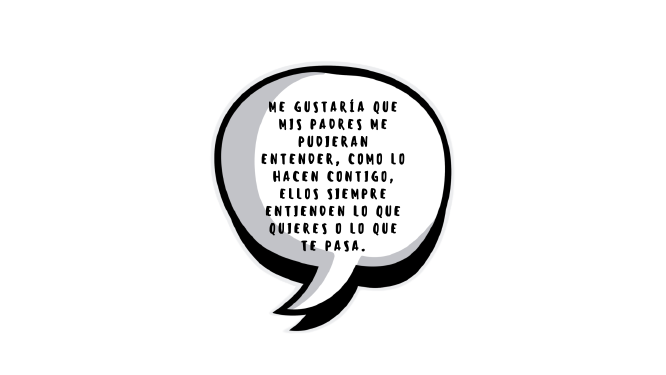 ME GUSTARÍA QUE
MIS PADRES ME
PUDIERAN
ENTENDER, COMO LO
HACEN CONTIGO,
ELLOS SIEMPRE
ENTIENDEN LO QUE
QUIERES O LO QUE
TE PASA.